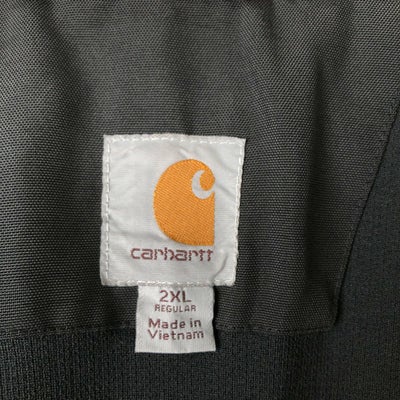 carhartt
2XL
REGULAR
Made in
Vietnam